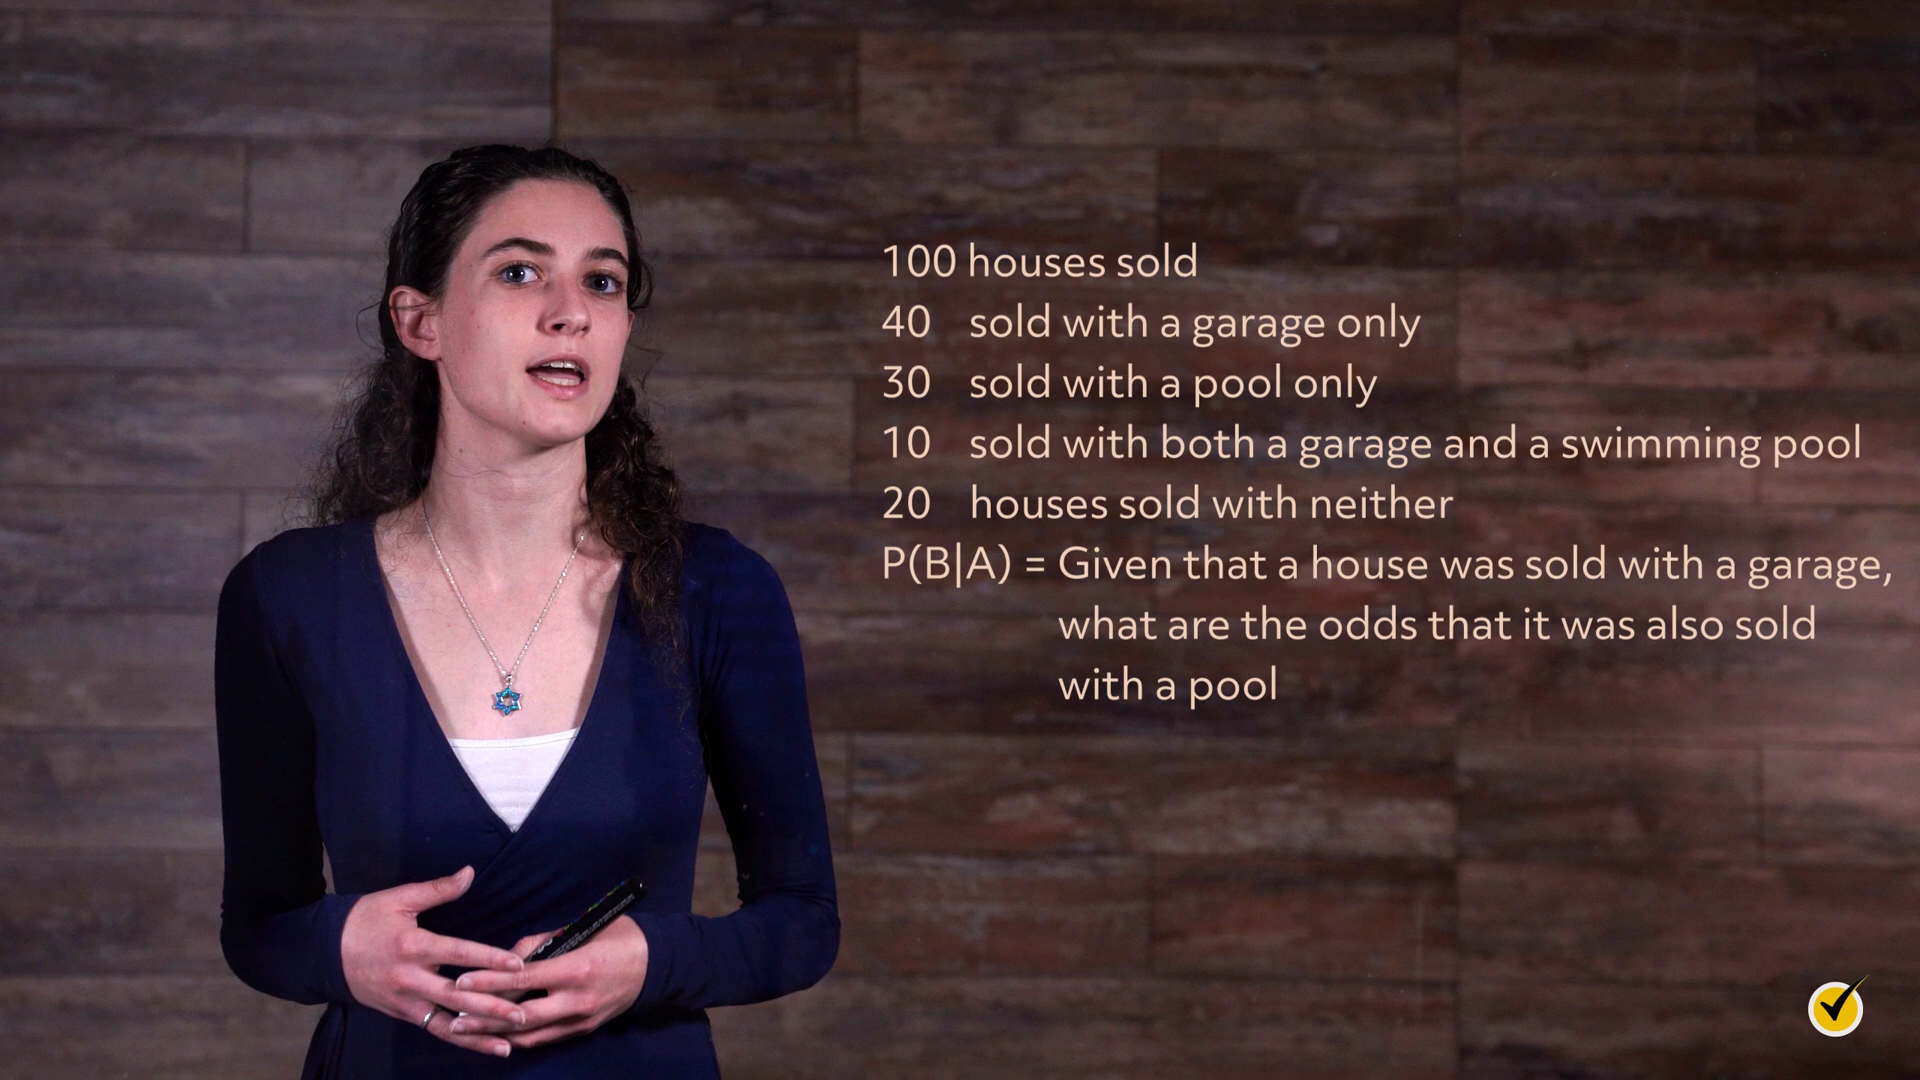 100 houses sold
40 sold with a garage only
30 sold with a pool only
10 sold with both a garage and a swimming pool
20 houses sold with neither
P(B|A) = Given that a house was sold with a garage,
what are the odds that it was also sold
with a pool